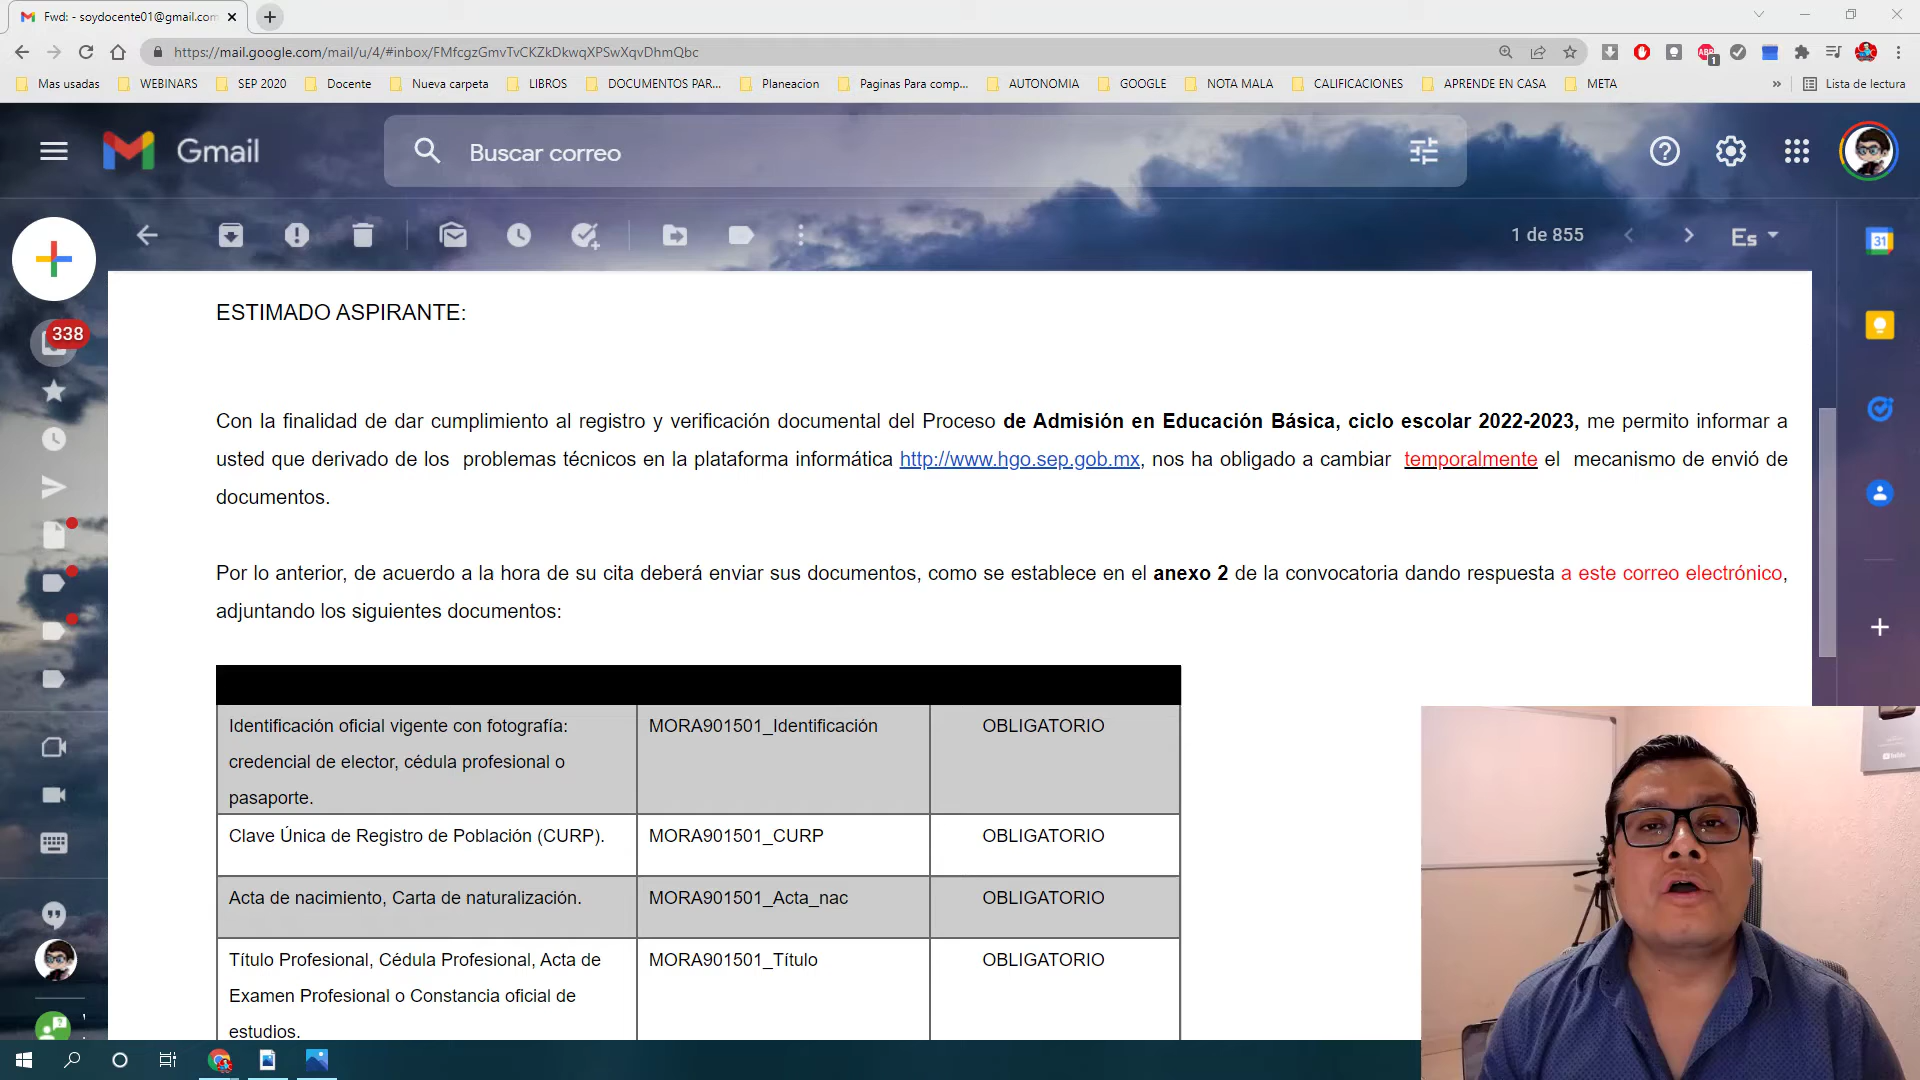 Fwd: - soydocente01@gmail.com
https://mail.google.com/mail/u/4/#inbox/FMfcgzGmvTvCKZkDkwqXPSwXqvDhmQbc
ABP 1
Mas usadas WEBINARS SEP 2020 Docente Nueva carpeta LIBROS DOCUMENTOS PAR... Planeacion Paginas Para comp... AUTONOMIA GOOGLE NOTA MALA CALIFICACIONES APRENDE EN CASA META » Lista de lectura
Gmail Buscar correo
1 de 855 Es
31
338
ESTIMADO ASPIRANTE:
Con la finalidad de dar cumplimiento al registro y verificación documental del Proceso de Admisión en Educación Básica, ciclo escolar 2022-2023, me permito informar a
usted que derivado de los problemas técnicos en la plataforma informática http://www.hgo.sep.gob.mx, nos ha obligado a cambiar temporalmente el mecanismo de envió de
documentos.
Por lo anterior, de acuerdo a la hora de su cita deberá enviar sus documentos, como se establece en el anexo 2 de la convocatoria dando respuesta a este correo electrónico,
adjuntando los siguientes documentos:
Identificación oficial vigente con fotografía: MORA901501_Identificación OBLIGATORIO
credencial de elector, cédula profesional o
pasaporte.
Clave Única de Registro de Población (CURP). MORA901501_CURP OBLIGATORIO
Acta de nacimiento, Carta de naturalización. MORA901501_Acta_nac OBLIGATORIO
Título Profesional, Cédula Profesional, Acta de MORA901501_Título OBLIGATORIO
Examen Profesional o Constancia oficial de
estudios.